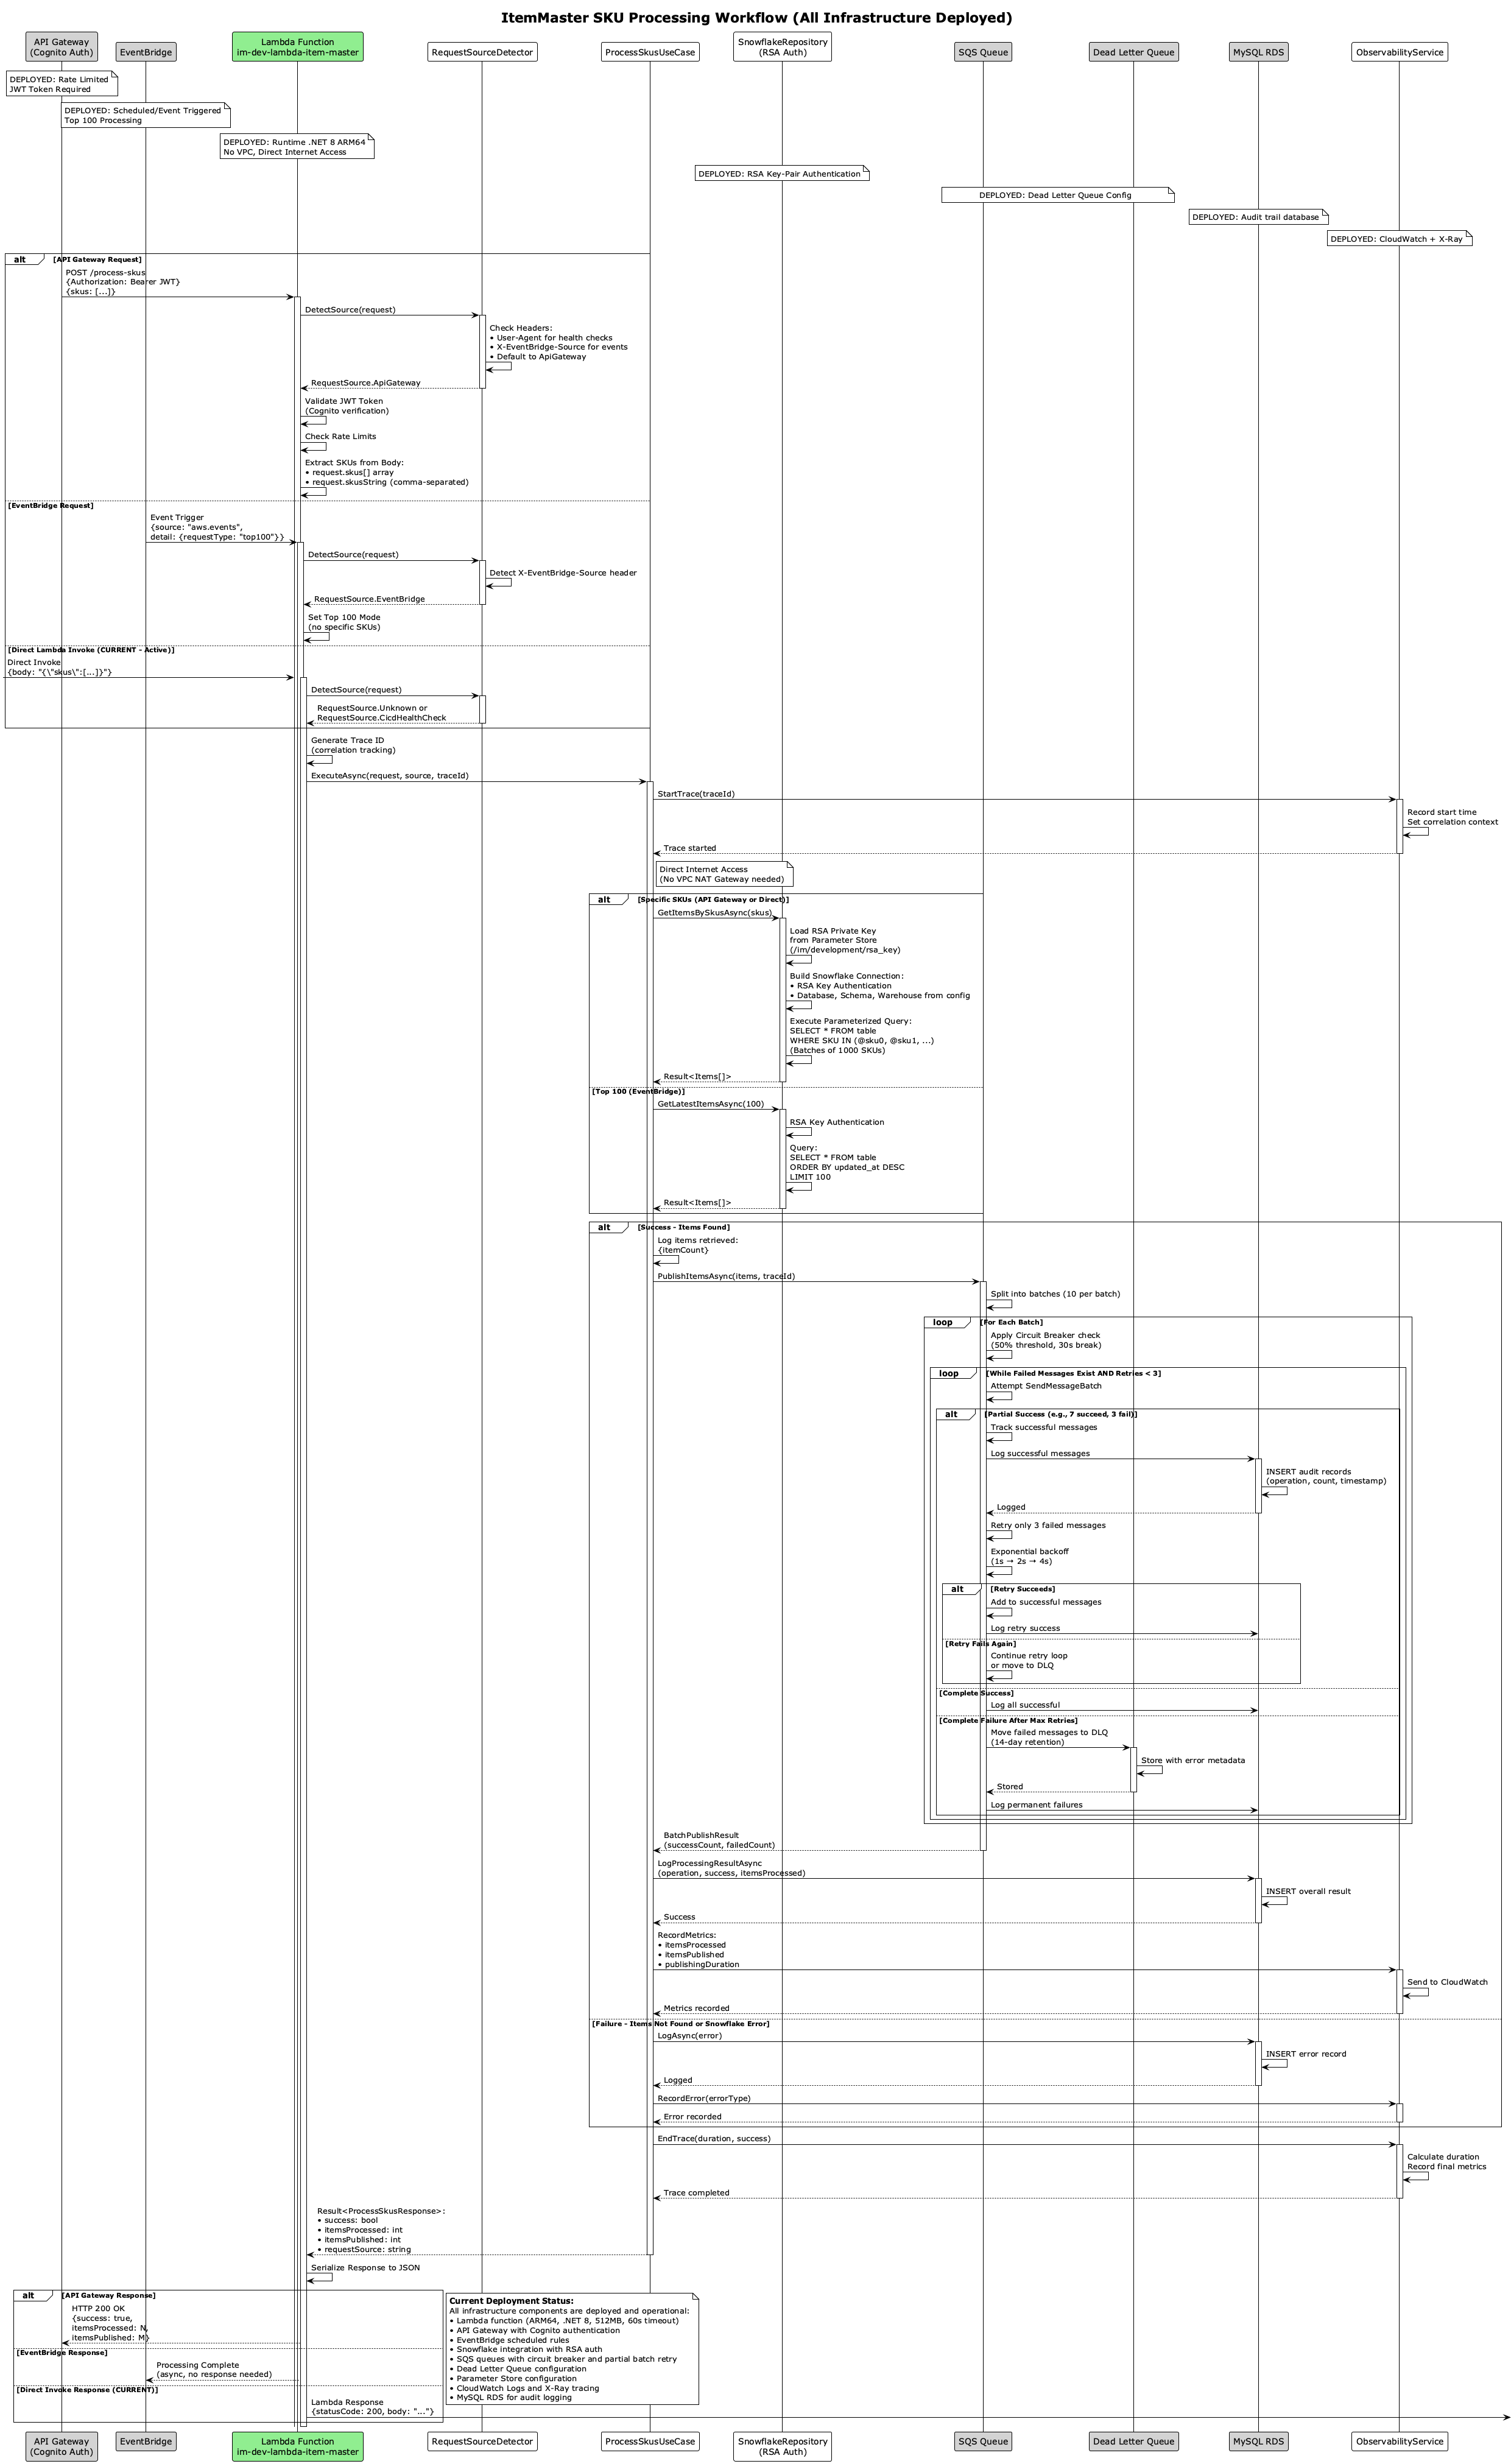 ItemMaster SKU Processing Workflow (All Infrastructure Deployed)
API Gateway
(Cognito Auth)
EventBridge
Lambda Function
im-dev-lambda-item-master
RequestSourceDetector
ProcessSkusUseCase
SnowflakeRepository
(RSA Auth)
SQS Queue
Dead Letter Queue
MySQL RDS
ObservabilityService
DEPLOYED: Rate Limited
JWT Token Required
DEPLOYED: Scheduled/Event Triggered
Top 100 Processing
DEPLOYED: Runtime .NET 8 ARM64
No VPC, Direct Internet Access
DEPLOYED: RSA Key-Pair Authentication
DEPLOYED: Dead Letter Queue Config
DEPLOYED: Audit trail database
DEPLOYED: CloudWatch + X-Ray
alt [API Gateway Request]
POST /process-skus
{Authorization: Bearer JWT}
{skus: [...]}
DetectSource(request)
Check Headers:
• User-Agent for health checks
• X-EventBridge-Source for events
• Default to ApiGateway
RequestSource.ApiGateway
Validate JWT Token
(Cognito verification)
Check Rate Limits
Extract SKUs from Body:
• request.skus[] array
• request.skusString (comma-separated)
[EventBridge Request]
Event Trigger
{source: "aws.events",
detail: {requestType: "top100"}}
DetectSource(request)
Detect X-EventBridge-Source header
RequestSource.EventBridge
Set Top 100 Mode
(no specific SKUs)
[Direct Lambda Invoke (CURRENT - Active)]
Direct Invoke
{body: "{\"skus\":[...]}"}
DetectSource(request)
RequestSource.Unknown or
RequestSource.CicdHealthCheck
Generate Trace ID
(correlation tracking)
ExecuteAsync(request, source, traceId)
StartTrace(traceId)
Record start time
Set correlation context
Trace started
Direct Internet Access
(No VPC NAT Gateway needed)
alt [Specific SKUs (API Gateway or Direct)]
GetItemsBySkusAsync(skus)
Load RSA Private Key
from Parameter Store
(/im/development/rsa_key)
Build Snowflake Connection:
• RSA Key Authentication
• Database, Schema, Warehouse from config
Execute Parameterized Query:
SELECT * FROM table
WHERE SKU IN (@sku0, @sku1, ...)
(Batches of 1000 SKUs)
Result<Items[]>
[Top 100 (EventBridge)]
GetLatestItemsAsync(100)
RSA Key Authentication
Query:
SELECT * FROM table
ORDER BY updated_at DESC
LIMIT 100
Result<Items[]>
alt [Success - Items Found]
Log items retrieved:
{itemCount}
PublishItemsAsync(items, traceId)
Split into batches (10 per batch)
loop [For Each Batch]
Apply Circuit Breaker check
(50% threshold, 30s break)
loop [While Failed Messages Exist AND Retries < 3]
Attempt SendMessageBatch
alt [Partial Success (e.g., 7 succeed, 3 fail)]
Track successful messages
Log successful messages
INSERT audit records
(operation, count, timestamp)
Logged
Retry only 3 failed messages
Exponential backoff
(1s → 2s → 4s)
alt [Retry Succeeds]
Add to successful messages
Log retry success
[Retry Fails Again]
Continue retry loop
or move to DLQ
[Complete Success]
Log all successful
[Complete Failure After Max Retries]
Move failed messages to DLQ
(14-day retention)
Store with error metadata
Stored
Log permanent failures
BatchPublishResult
(successCount, failedCount)
LogProcessingResultAsync
(operation, success, itemsProcessed)
INSERT overall result
Success
RecordMetrics:
• itemsProcessed
• itemsPublished
• publishingDuration
Send to CloudWatch
Metrics recorded
[Failure - Items Not Found or Snowflake Error]
LogAsync(error)
INSERT error record
Logged
RecordError(errorType)
Error recorded
EndTrace(duration, success)
Calculate duration
Record final metrics
Trace completed
Result<ProcessSkusResponse>:
• success: bool
• itemsProcessed: int
• itemsPublished: int
• requestSource: string
Serialize Response to JSON
alt [API Gateway Response]
HTTP 200 OK
{success: true,
itemsProcessed: N,
itemsPublished: M}
[EventBridge Response]
Processing Complete
(async, no response needed)
[Direct Invoke Response (CURRENT)]
Lambda Response
{statusCode: 200, body: "..."}
Current Deployment Status:
All infrastructure components are deployed and operational:
• Lambda function (ARM64, .NET 8, 512MB, 60s timeout)
• API Gateway with Cognito authentication
• EventBridge scheduled rules
• Snowflake integration with RSA auth
• SQS queues with circuit breaker and partial batch retry
• Dead Letter Queue configuration
• Parameter Store configuration
• CloudWatch Logs and X-Ray tracing
• MySQL RDS for audit logging
API Gateway
(Cognito Auth)
EventBridge
Lambda Function
im-dev-lambda-item-master
RequestSourceDetector
ProcessSkusUseCase
SnowflakeRepository
(RSA Auth)
SQS Queue
Dead Letter Queue
MySQL RDS
ObservabilityService